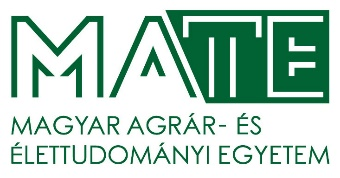 MATE
MAGYAR AGRÁR- ÉS
ÉLETTUDOMÁNYI EGYETEM